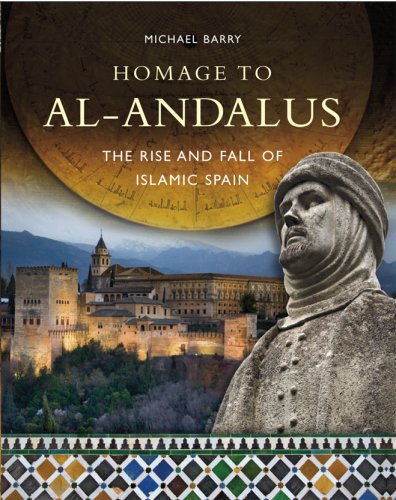 MICHAEL BARRY
HOMAGE TO
AL-ANDALUS
THE RISE AND FALL OF
ISLAMIC SPAIN